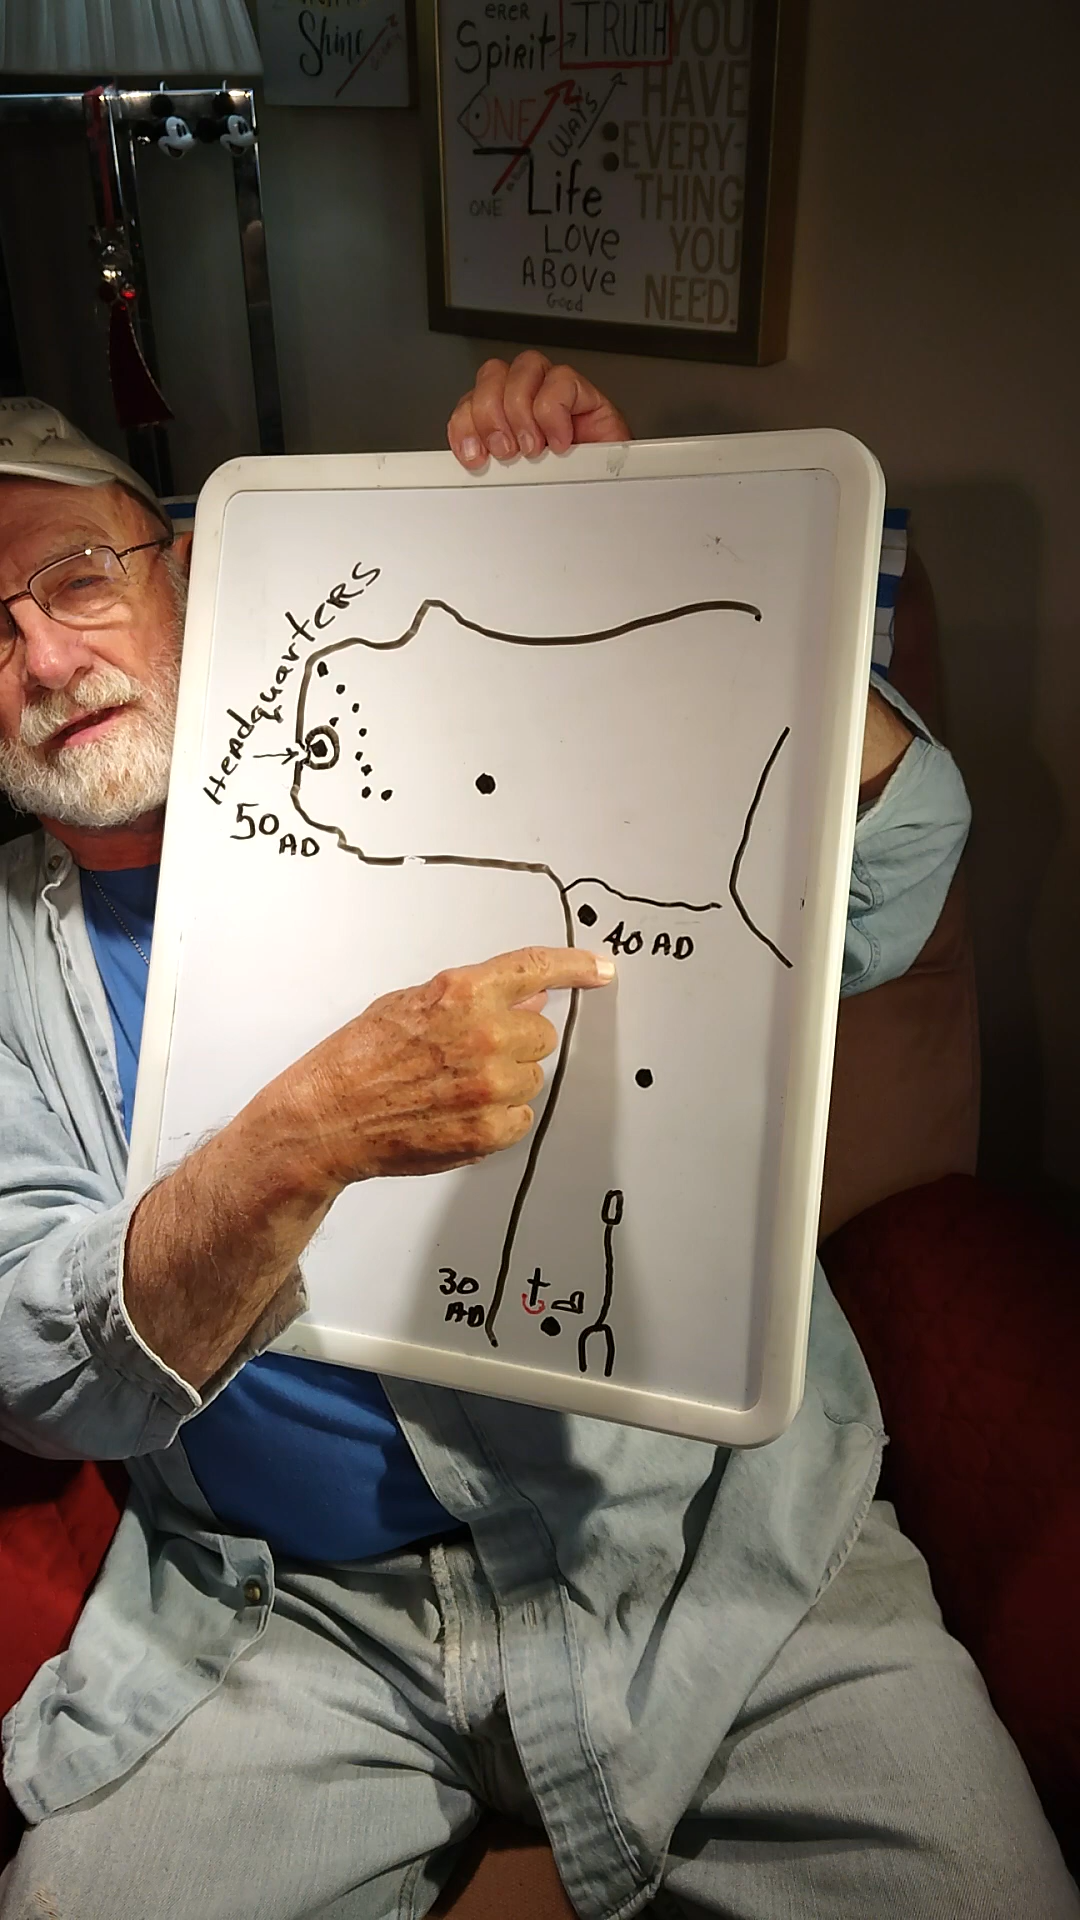 Shine
ERER
Spirit TRUTH
ONE WAYS
Life
ONE
LOVE
ABOVE
Good
YOU
HAVE
EVERY-
THING
YOU
NEED.
HEADquARTERS
50
AD
40 AD
30
AD